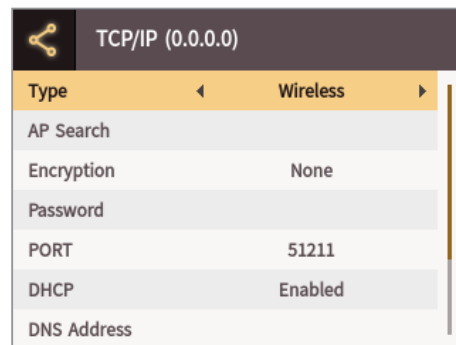 TCP/IP (0.0.0.0)
Type Wireless
AP Search
Encryption None
Password
PORT 51211
DHCP Enabled
DNS Address